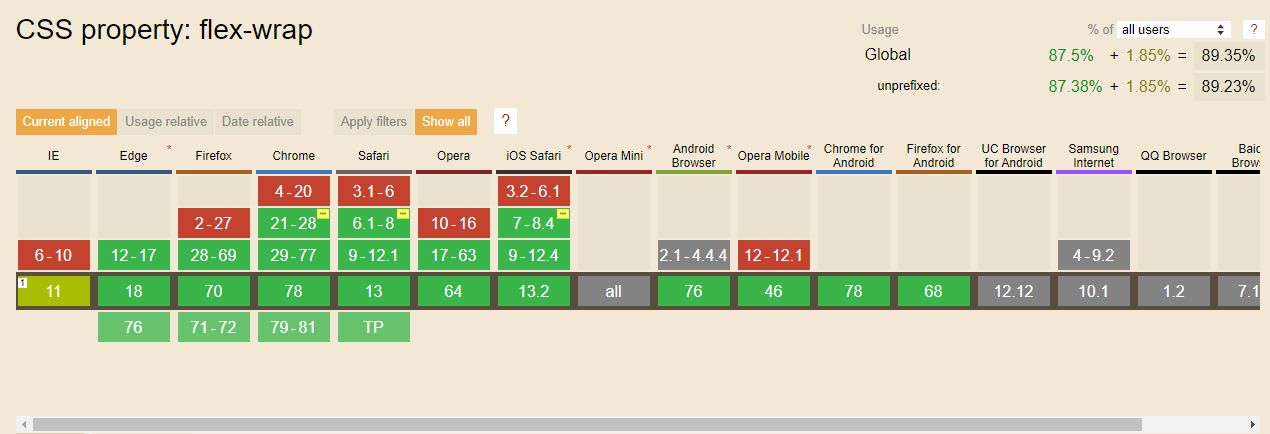 CSS property: flex-wrap
Usage % of all users ?
Global 87.5% + 1.85% = 89.35%
unprefixed: 87.38% + 1.85% = 89.23%
Current aligned Usage relative Date relative Apply filters Show all ?
IE Edge * Firefox Chrome Safari Opera iOS Safari * Opera Mini * Android Browser * Opera Mobile * Chrome for Android Firefox for Android UC Browser for Android Samsung Internet QQ Browser Baid Brows
4-20 3.1-6 3.2-6.1
2-27 21-28 6.1-8 10-16 7-8.4
6-10 12-17 28-69 29-77 9-12.1 17-63 9-12.4 2.1-4.4.4 12-12.1 4-9.2
1 11 18 70 78 13 64 13.2 all 76 46 78 68 12.12 10.1 1.2 7.1
76 71-72 79-81 TP